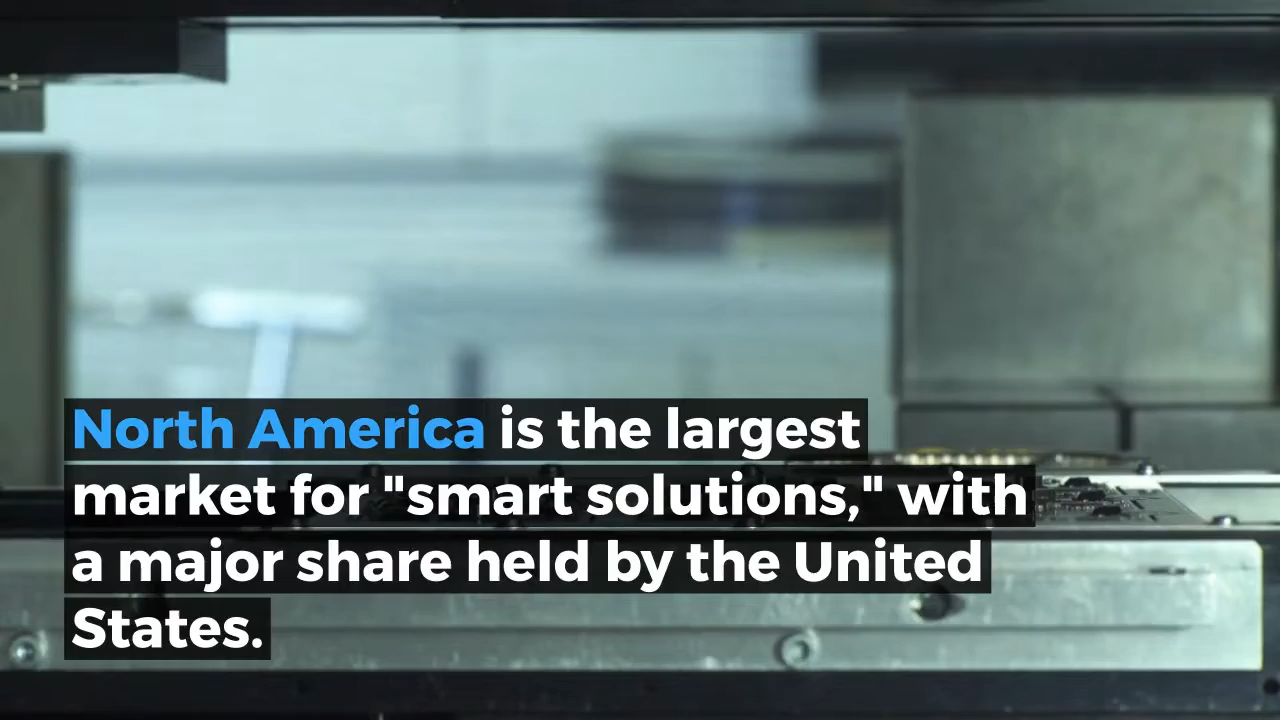 North America is the largest
market for "smart solutions," with
a major share held by the United
States.